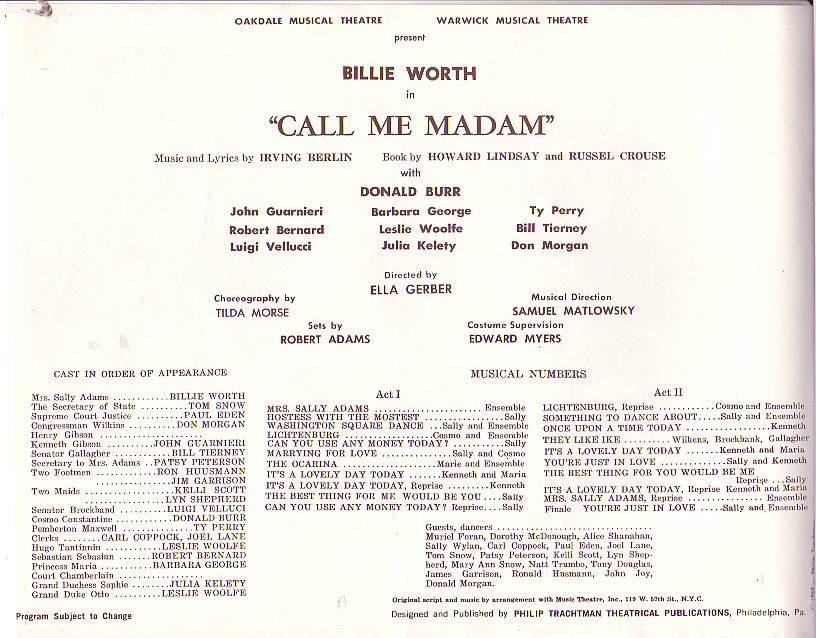 OAKDALE MUSICAL THEATRE WARWICK MUSICAL THEATRE
present
BILLIE WORTH
in
"CALL ME MADAM"
Music and Lyrics by IRVING BERLIN Book by HOWARD LINDSAY and RUSSEL CROUSE
with
DONALD BURR
John Guarnieri Barbara George Ty Perry
Robert Bernard Leslie Woolfe Bill Tierney
Luigi Vellucci Julia Kelety Don Morgan
Directed by
ELLA GERBER
Choreography by Musical Direction
TILDA MORSE SAMUEL MATLOWSKY
Sets by Costume Supervision
ROBERT ADAMS EDWARD MYERS
CAST IN ORDER OF APPEARANCE
Mrs. Sally Adams ............BILLIE WORTH
The Secretary of State ..........TOM SNOW
Supreme Court Justice ..........PAUL EDEN
Congressman Wilkins ..........DON MORGAN
Henry Gibson ......................
Kenneth Gibson .........JOHN GUARNIERI
Senator Gallagher ...........BILL TIERNEY
Secretary to Mrs. Adams ..PATSY PETERSON
Two Footmen ............RON HUUSMANN
............................JIM GARRISON
Two Maids ..................KELLI SCOTT
..........................LYN SHEPHERD
Senator Brockband ..........LUIGI VELLUCI
Cosmo Constantine ...........DONALD BURR
Pemberton Maxwell ..............TY PERRY
Clerks ........CARL COPPOCK, JOEL LANE
Hugo Tantinnin ...........LESLIE WOOLFE
Sebastian Sebasian .......ROBERT BERNARD
Princess Maria ...........BARBARA GEORGE
Court Chamberlain .................
Grand Duchess Sophie ........JULIA KELETY
Grand Duke Otto ..........LESLIE WOOLFE
MUSICAL NUMBERS
Act I
MRS. SALLY ADAMS ...................... Ensemble
HOSTESS WITH THE MOSTEST ................Sally
WASHINGTON SQUARE DANCE ...Sally and Ensemble
LICHTENBURG ..................Cosmo and Ensemble
CAN YOU USE ANY MONEY TODAY? ..........Sally
MARRYING FOR LOVE ..............Sally and Cosmo
THE OCARINA ..................Marie and Ensemble
IT'S A LOVELY DAY TODAY .......Kenneth and Maria
IT'S A LOVELY DAY TODAY, Reprise .........Kenneth
THE BEST THING FOR ME WOULD BE YOU ....Sally
CAN YOU USE ANY MONEY TODAY? Reprise....Sally
Act II
LICHTENBURG, Reprise ............Cosmo and Ensemble
SOMETHING TO DANCE ABOUT.....Sally and Ensemble
ONCE UPON A TIME TODAY .................Kenneth
THEY LIKE IKE ..........Wilkens, Brockbank, Gallagher
IT'S A LOVELY DAY TODAY .......Kenneth and Maria
YOU'RE JUST IN LOVE .............Sally and Kenneth
THE BEST THING FOR YOU WOULD BE ME
Reprise ...Sally
IT'S A LOVELY DAY TODAY, Reprise Kenneth and Maria
MRS. SALLY ADAMS, Reprise ............... Ensemble
Finale YOU'RE JUST IN LOVE .....Sally and Ensemble
Guests, dancers ................................
Muriel Foran, Dorothy McDonough, Alice Shanahan,
Sally Wylan, Carl Coppock, Paul Eden, Joel Lane,
Tom Snow, Patsy Peterson, Kelli Scott, Lyn Shep-
herd, Mary Ann Snow, Natt Trumbo, Tony Douglas,
James Garrison, Ronald Husmann, John Joy,
Donald Morgan.
Original script and music by arrangement with Music Theatre, Inc., 119 W. 57th St., N.Y.C.
Program Subject to Change
Designed and Published by PHILIP TRACHTMAN THEATRICAL PUBLICATIONS, Philadelphia, Pa.